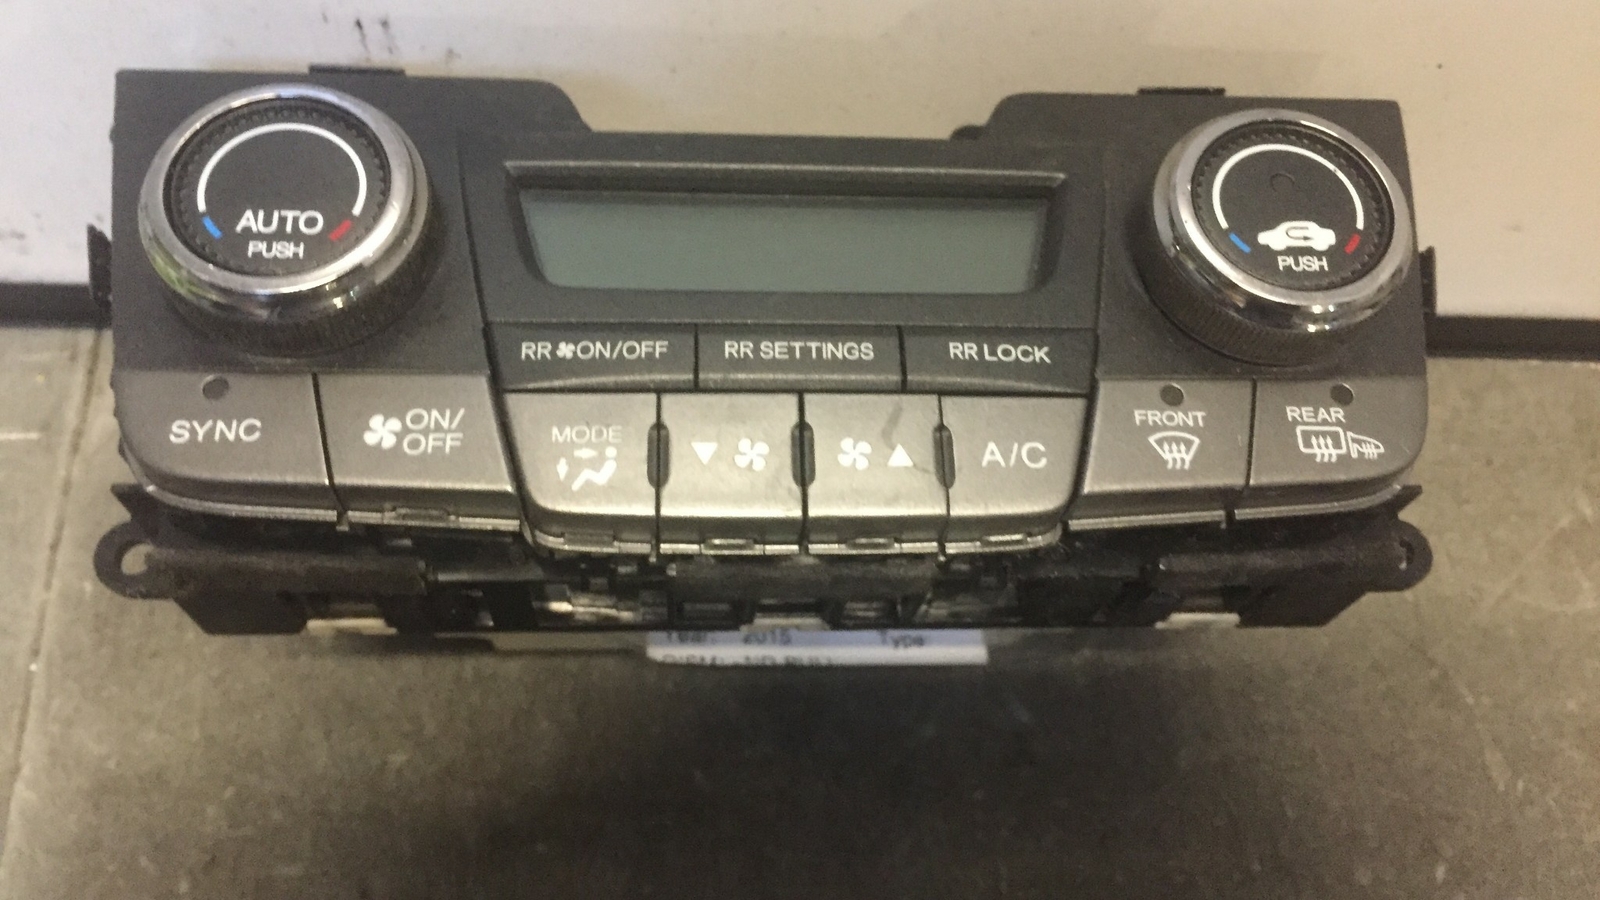 AUTO
PUSH
PUSH
RR ON/OFF
RR SETTINGS
RR LOCK
SYNC
ON/
OFF
MODE
A/C
FRONT
REAR
Year: 2015 Type